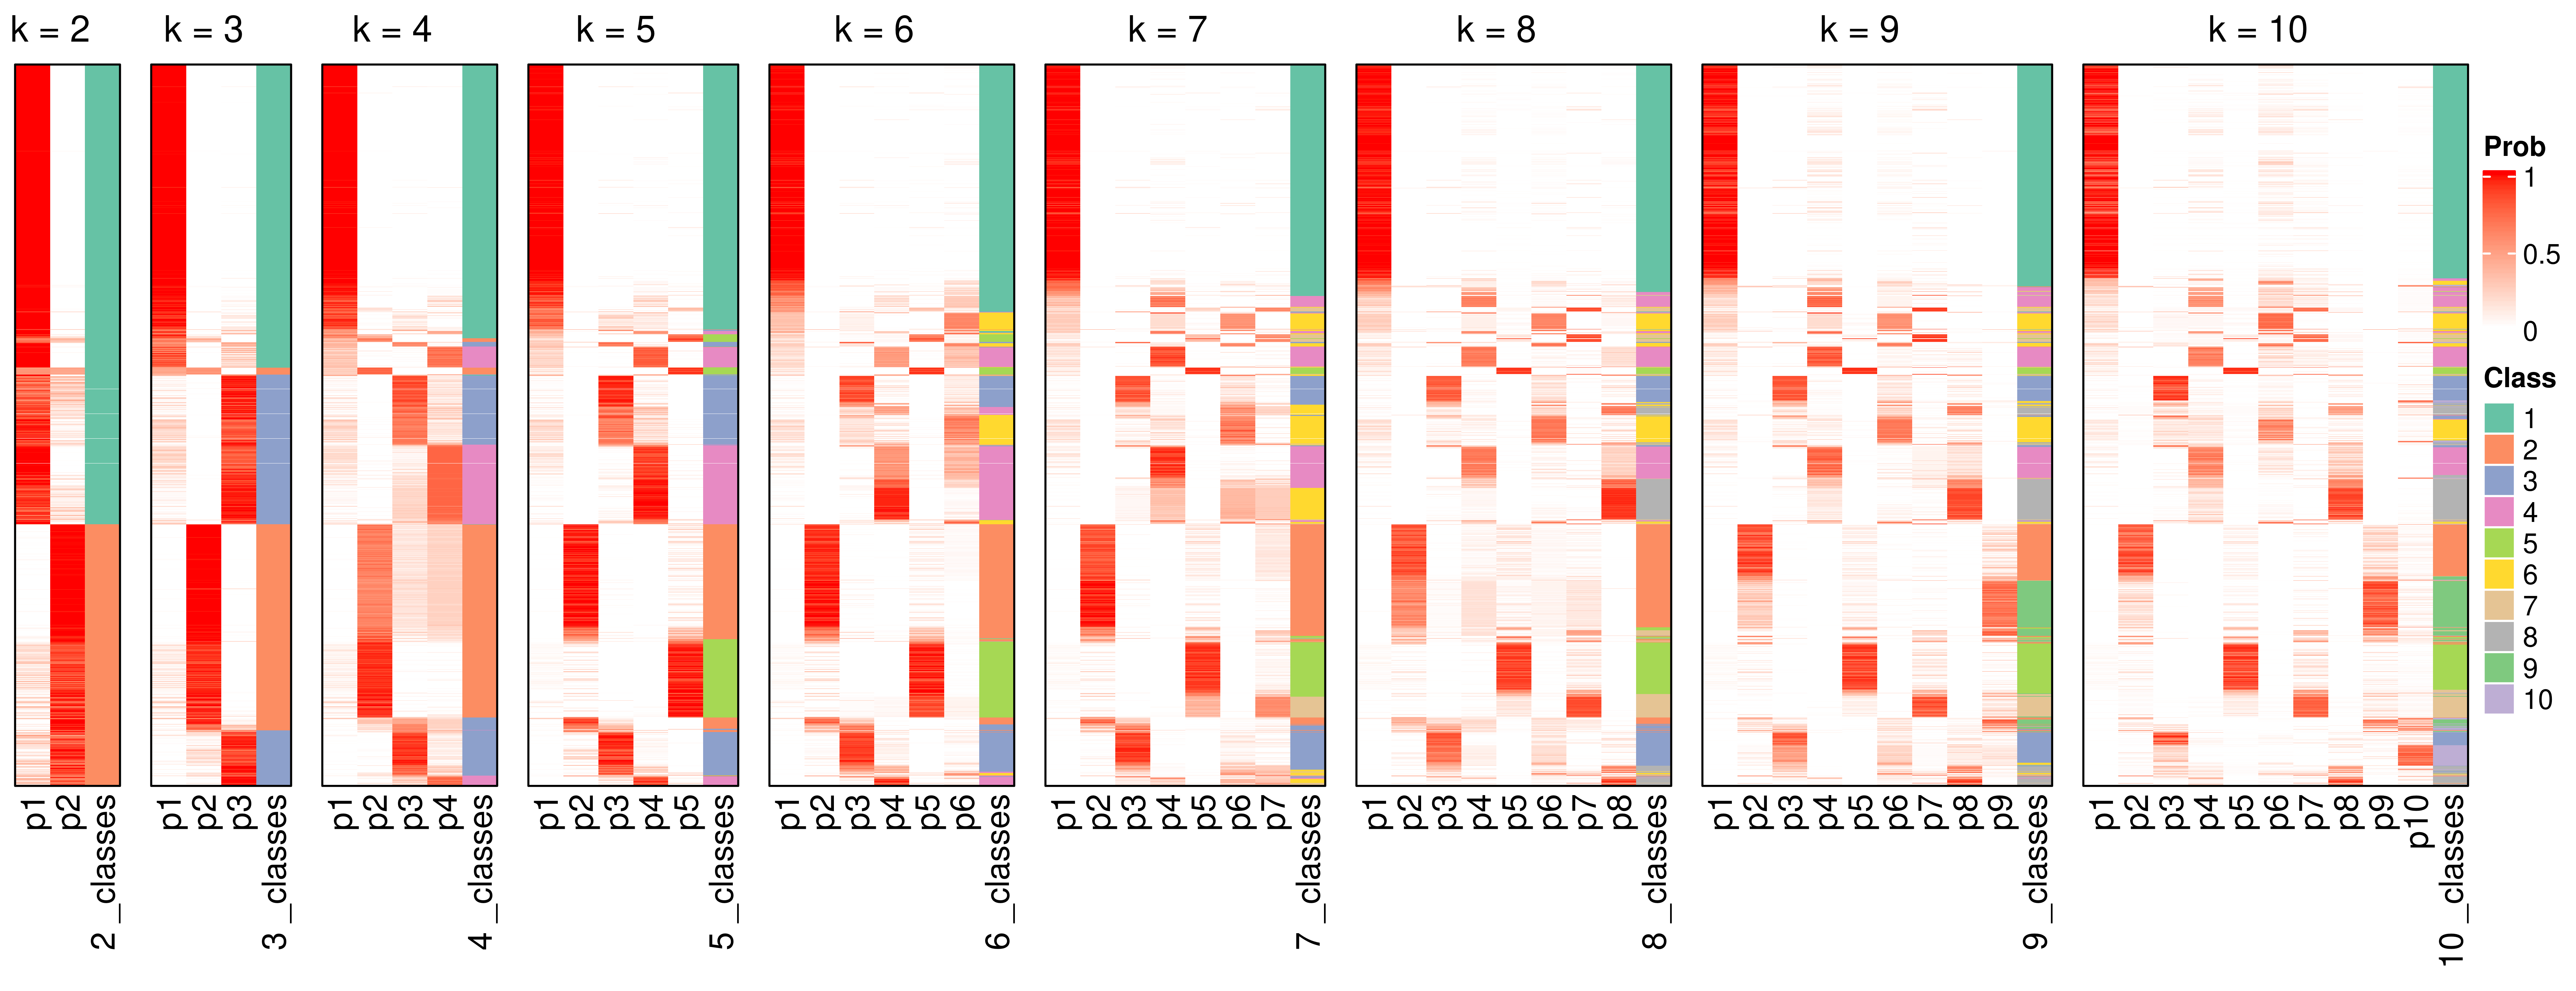 k = 2
k = 3
k = 4
k = 5
k = 6
k = 7
k = 8
k = 9
k = 10
p1
p2
2_classes
p1
p2
p3
3_classes
p1
p2
p3
p4
4_classes
p1
p2
p3
p4
p5
5_classes
p1
p2
p3
p4
p5
p6
6_classes
p1
p2
p3
p4
p5
p6
p7
7_classes
p1
p2
p3
p4
p5
p6
p7
p8
8_classes
p1
p2
p3
p4
p5
p6
p7
p8
p9
9_classes
p1
p2
p3
p4
p5
p6
p7
p8
p9
p10
10_classes
Prob
1
0.5
0
Class
1
2
3
4
5
6
7
8
9
10